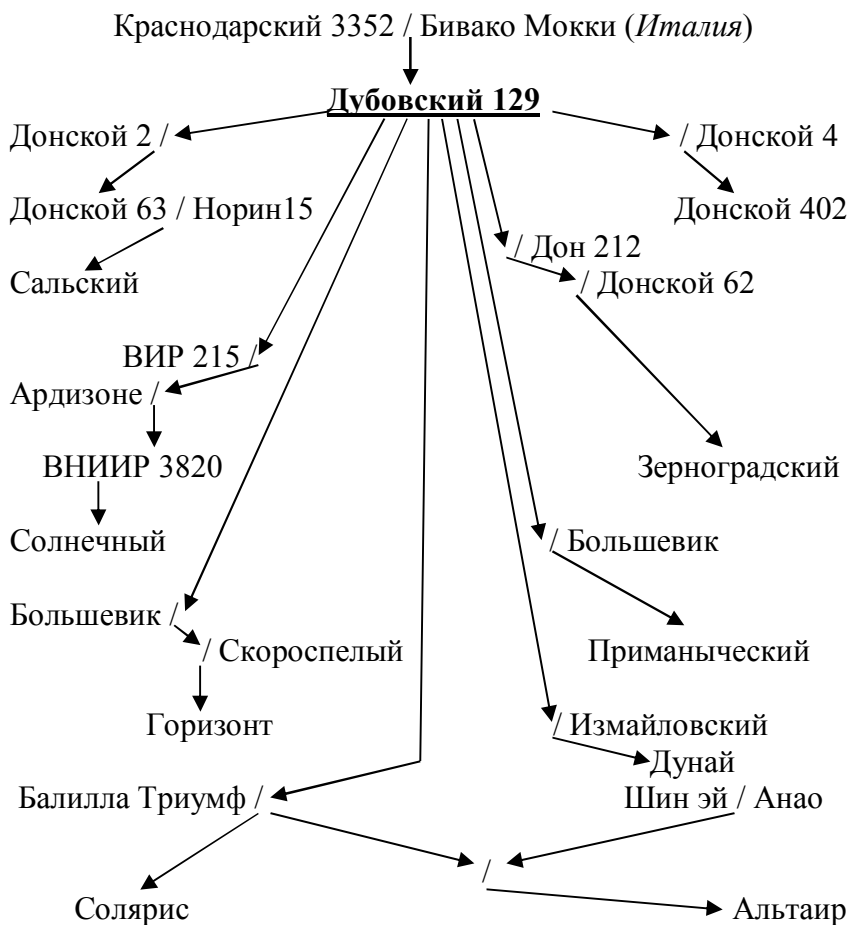 Краснодарский 3352 / Бивако Мокки (Италия)
Дубовский 129
Донской 2 /
/ Донской 4
Донской 63 / Норин15
Донской 402
/ Дон 212
Сальский
/ Донской 62
ВИР 215 /
Ардизоне /
ВНИИР 3820
Зерноградский
Солнечный
/ Большевик
Большевик /
/ Скороспелый
Приманыческий
Горизонт
/ Измайловский
Дунай
Балилла Триумф /
Шин эй / Анао
/
Солярис
Альтаир